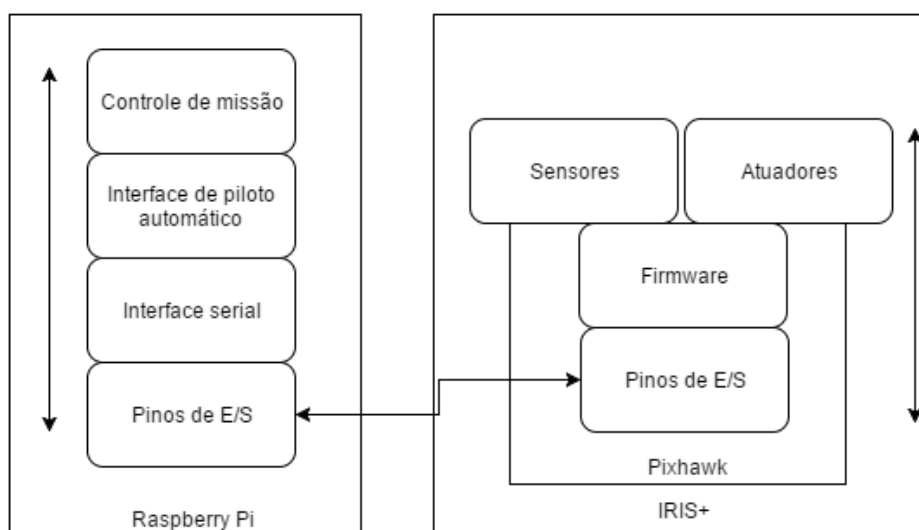 Controle de missão
Interface de piloto
automático
Interface serial
Pinos de E/S
Raspberry Pi
Sensores
Atuadores
Firmware
Pinos de E/S
Pixhawk
IRIS+